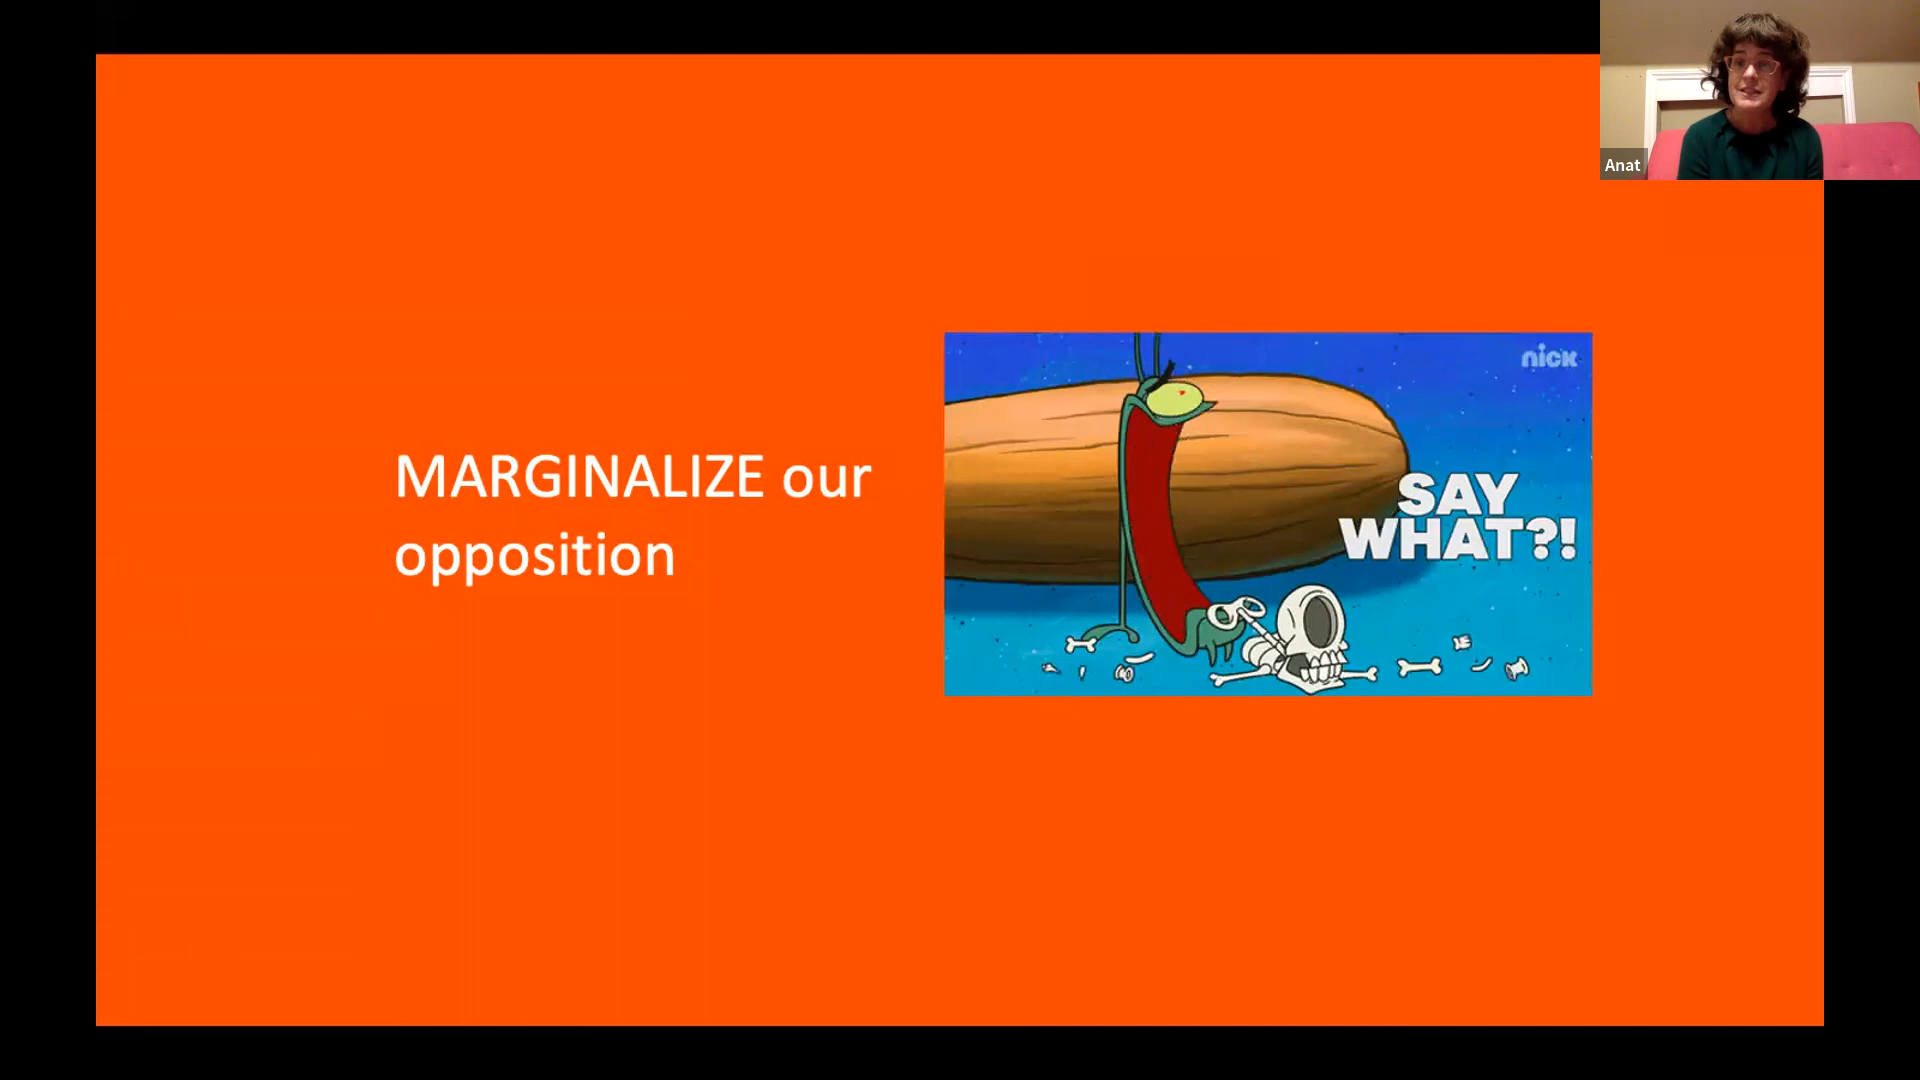 Anat
MARGINALIZE our
opposition
nick
SAY
WHAT?!